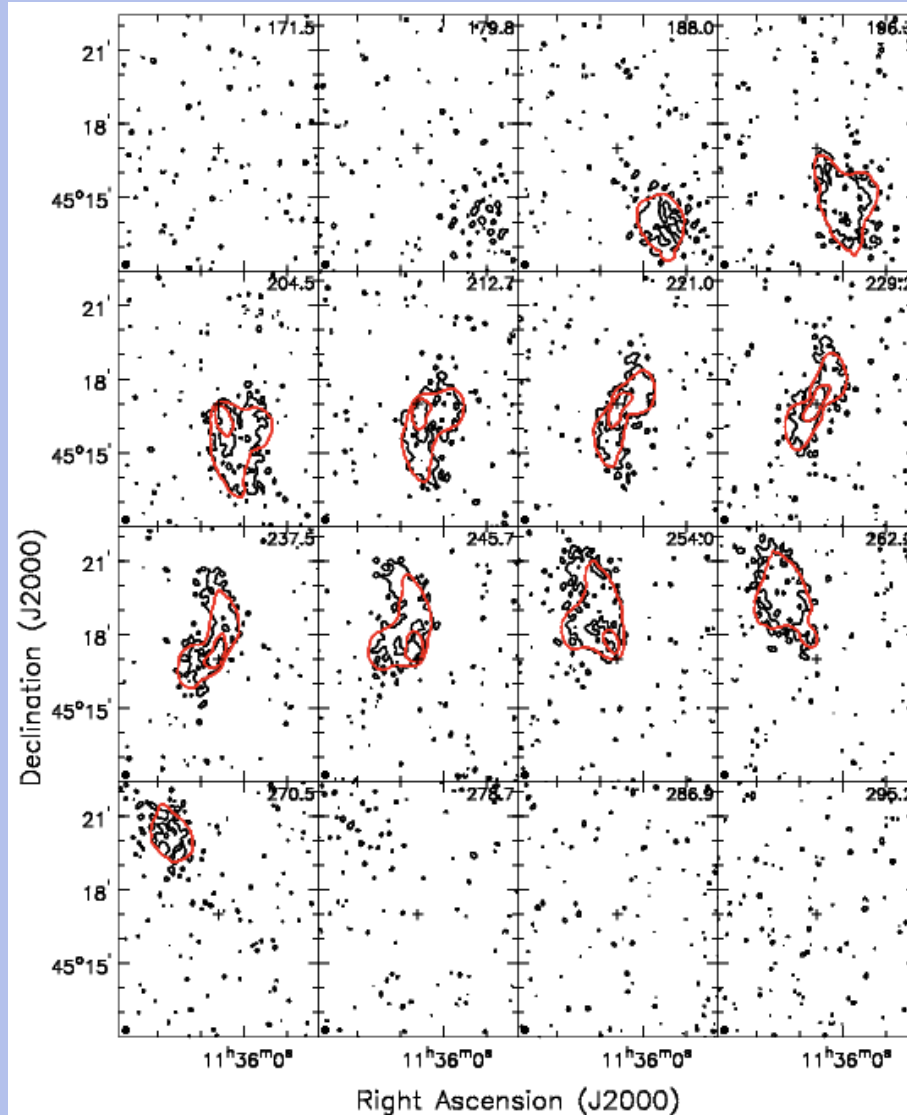 171.5 179.8 188.0
21'
18'
45°15'
204.5 212.7 221.0
21'
18'
45°15'
237.5 245.7 254.0
21'
18'
45°15'
270.5 278.7 286.9
21'
18'
45°15'
11ʰ36ᵐ0ˢ 11ʰ36ᵐ0ˢ 11ʰ36ᵐ0ˢ 11ʰ36ᵐ0ˢ
Right Ascension (J2000)
Declination (J2000)